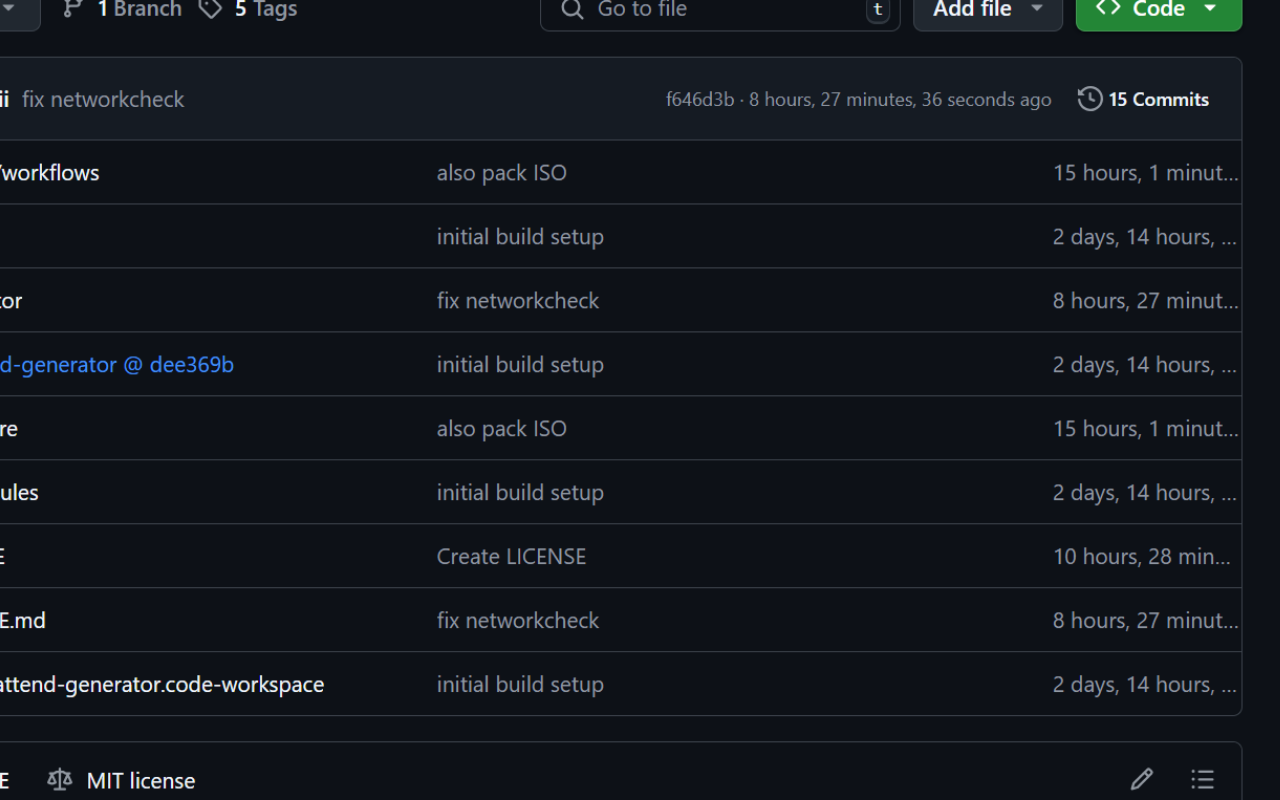 1 Branch 5 Tags Go to file t Add file Code
ii fix networkcheck f646d3b · 8 hours, 27 minutes, 36 seconds ago 15 Commits
/workflows also pack ISO 15 hours, 1 minut...
initial build setup 2 days, 14 hours, ...
tor fix networkcheck 8 hours, 27 minut...
d-generator @ dee369b initial build setup 2 days, 14 hours, ...
re also pack ISO 15 hours, 1 minut...
ules initial build setup 2 days, 14 hours, ...
E Create LICENSE 10 hours, 28 min...
E.md fix networkcheck 8 hours, 27 minut...
attend-generator.code-workspace initial build setup 2 days, 14 hours, ...
E MIT license